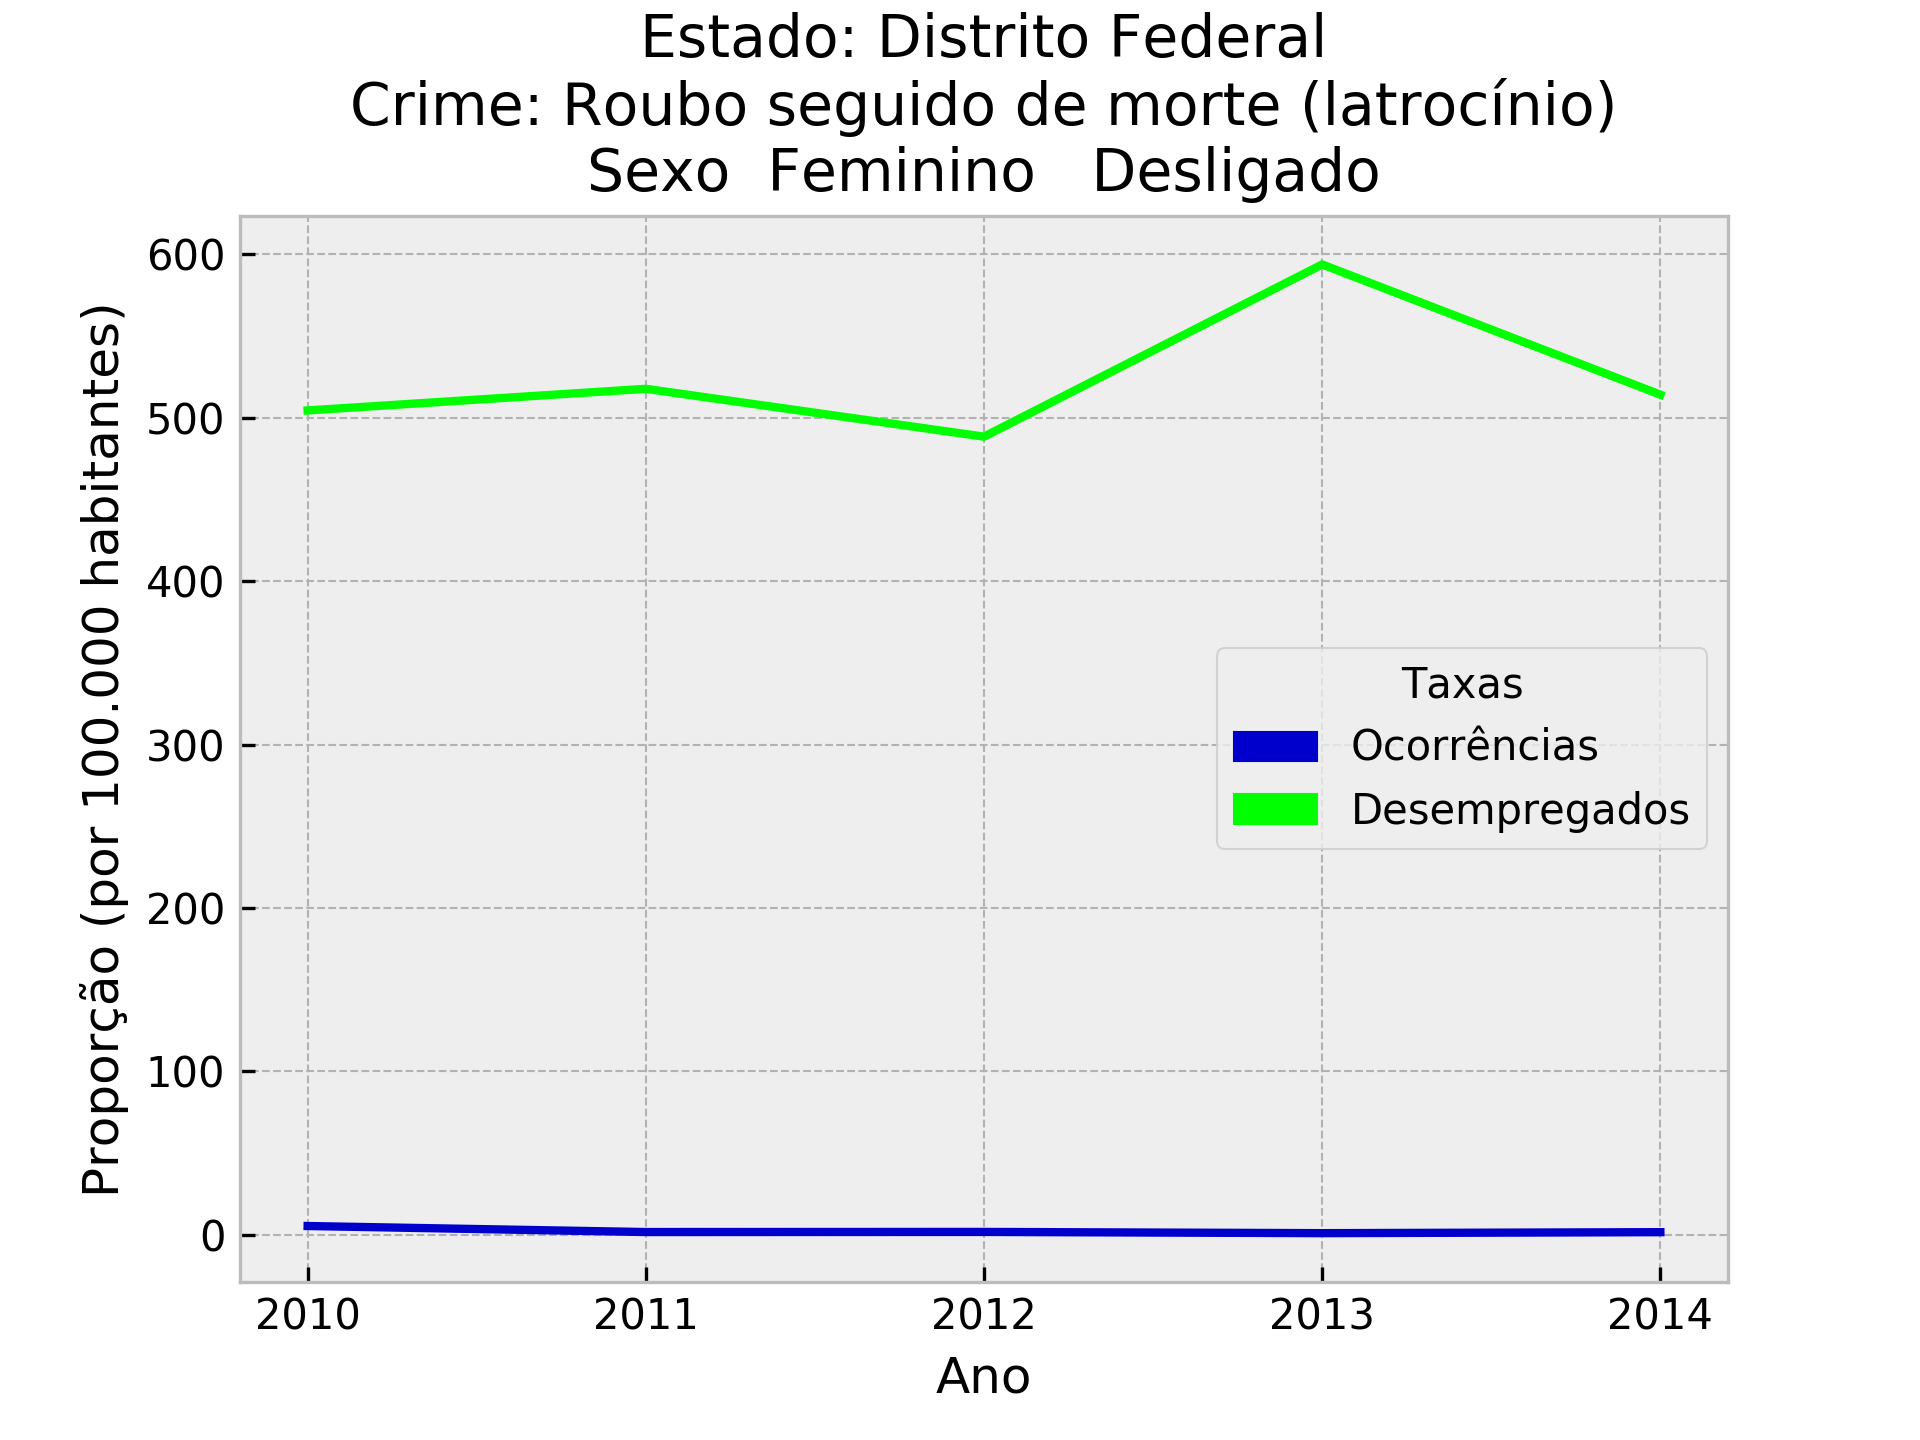 Estado: Distrito Federal
Crime: Roubo seguido de morte (latrocínio)
Sexo  Feminino   Desligado
Proporção (por 100.000 habitantes)
600
500
400
300
200
100
0
Taxas
Ocorrências
Desempregados
2010 2011 2012 2013 2014
Ano